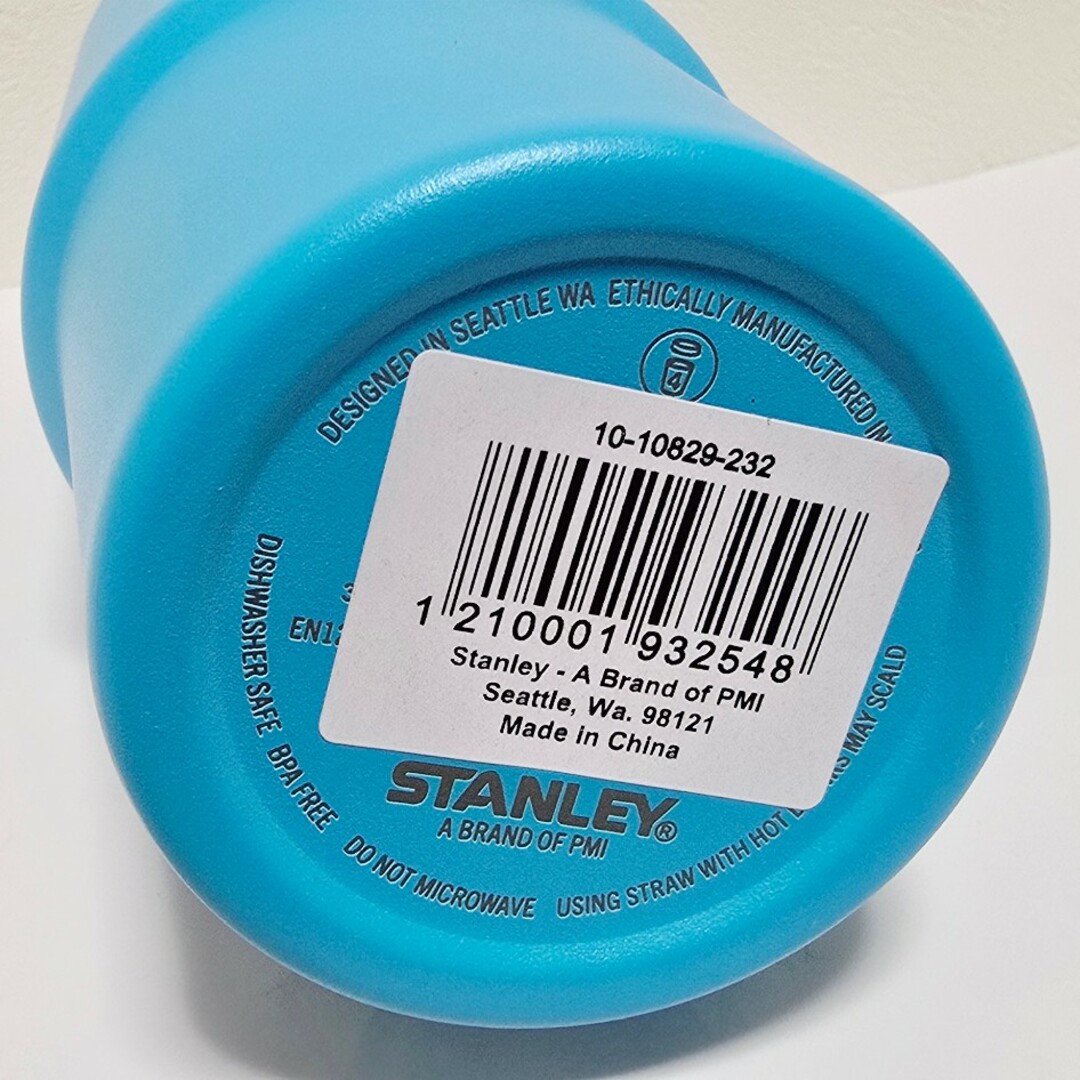 DESIGNED IN SEATTLE WA ETHICALLY MANUFACTURED IN
4
10-10829-232
1 210001 932548
Stanley - A Brand of PMI
Seattle, Wa. 98121
Made in China
STANLEY®
A BRAND OF PMI
DISHWASHER SAFE BPA FREE DO NOT MICROWAVE USING STRAW WITH HOT MAY SCALD